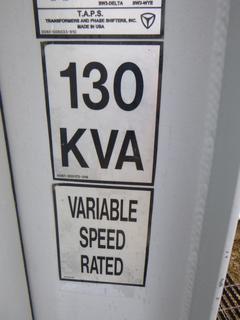 SW3-DELTA SW3-WYE
T.A.P.S.
TRANSFORMERS AND PHASE SHIFTERS, INC.
MADE IN USA
130
KVA
VARIABLE
SPEED
RATED